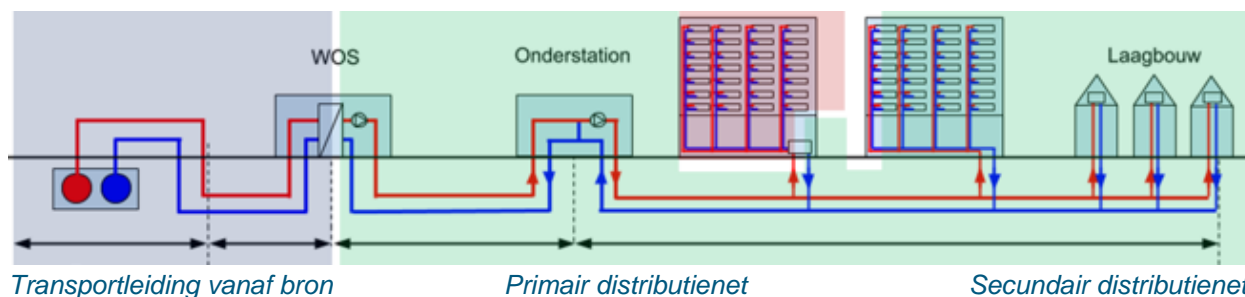 WOS
Onderstation
Laagbouw
Transportleiding vanaf bron
Primair distributienet
Secundair distributienet